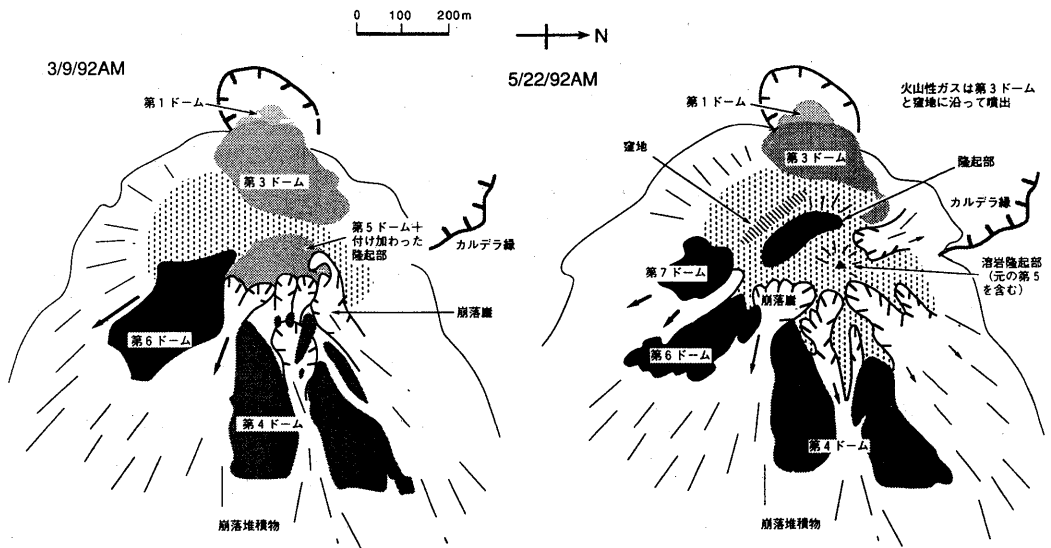 0 100 200m
N
3/9/92AM
第1ドーム
第3ドーム
第5ドーム+
付け加わった
隆起部
カルデラ縁
崩落崖
第6ドーム
第4ドーム
崩落堆積物
5/22/92AM
火山性ガスは第3ドーム
と窪地に沿って噴出
第1ドーム
窪地
第3ドーム
隆起部
カルデラ縁
第7ドーム
溶岩隆起部
(元の第5
を含む)
崩落崖
第6ドーム
第4ドーム
崩落堆積物